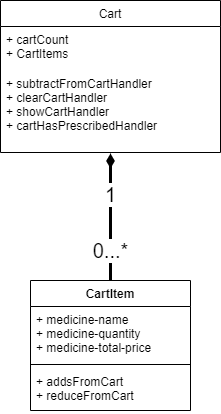 Cart
+ cartCount
+ CartItems
+ subtractFromCartHandler
+ clearCartHandler
+ showCartHandler
+ cartHasPrescribedHandler
1
0...*
CartItem
+ medicine-name
+ medicine-quantity
+ medicine-total-price
+ addsFromCart
+ reduceFromCart